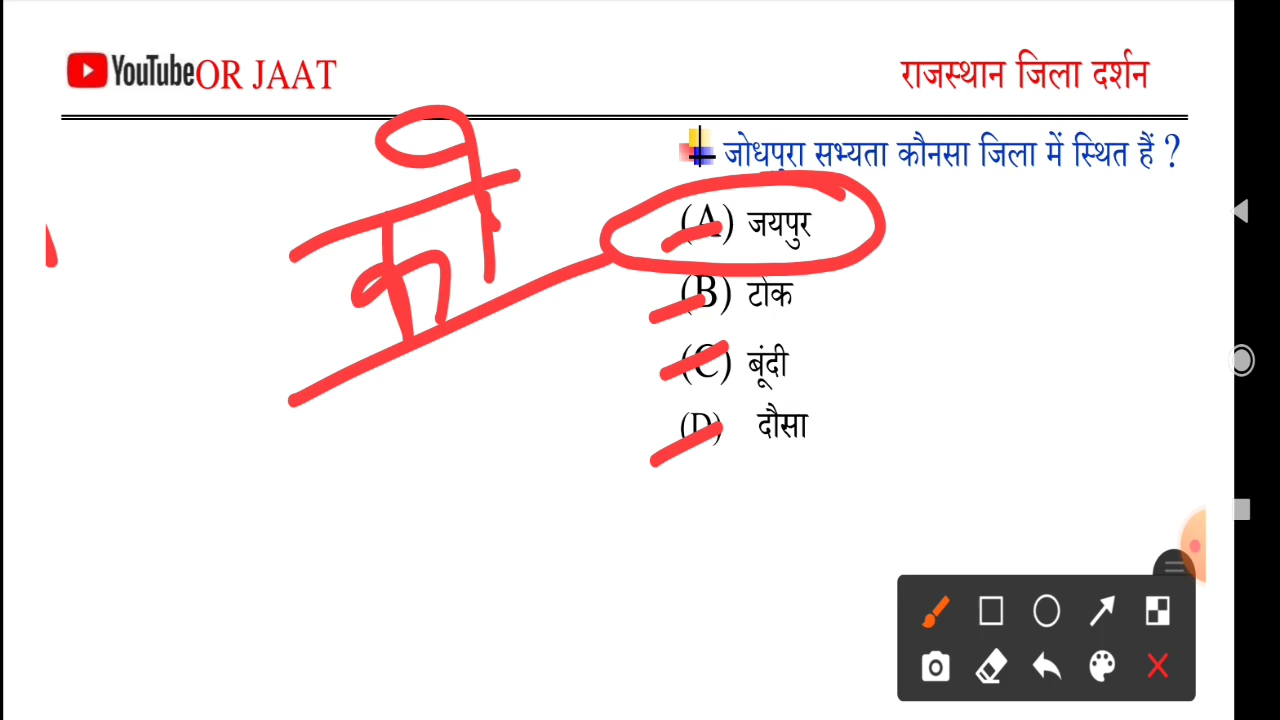 YouTube OR JAAT
राजस्थान जिला दर्शन
जोधपुरा सभ्यता कौनसा जिला में स्थित हैं ?
(A) जयपुर
(B) टोक
(C) बूंदी
(D) दौसा
की